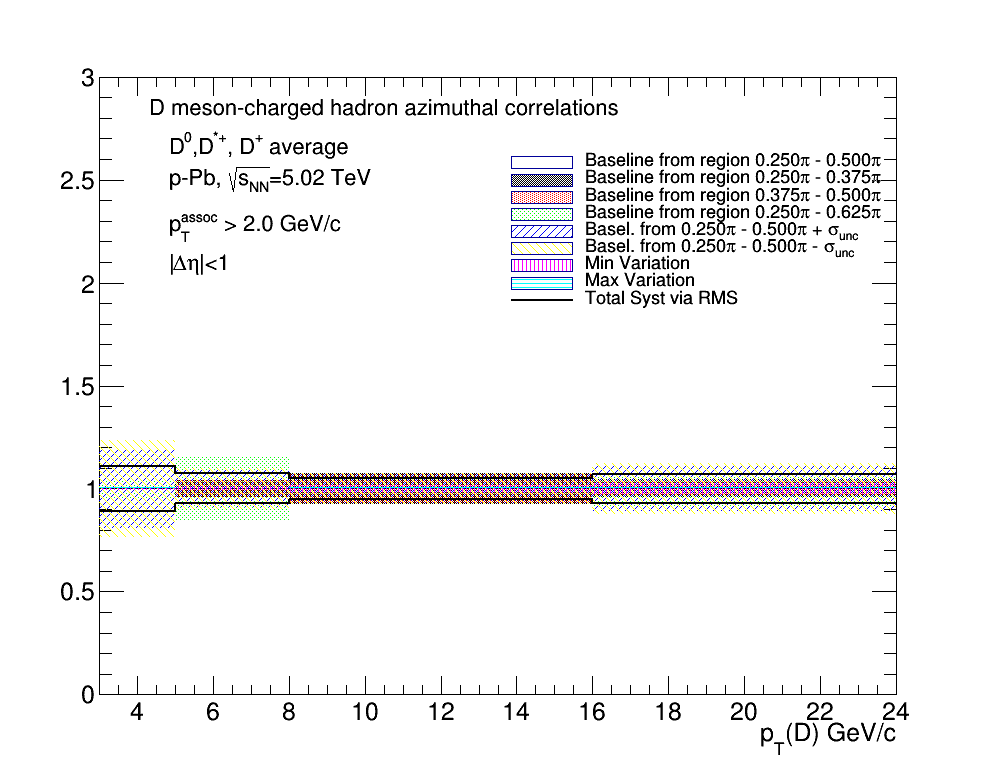 3
2.5
2
1.5
1
0.5
0
D meson-charged hadron azimuthal correlations
D⁰,D*⁺, D⁺ average
p-Pb, √s_NN=5.02 TeV
p_T^assoc > 2.0 GeV/c
|Δη|<1
Baseline from region 0.250π - 0.500π
Baseline from region 0.250π - 0.375π
Baseline from region 0.375π - 0.500π
Baseline from region 0.250π - 0.625π
Basel. from 0.250π - 0.500π + σ_unc
Basel. from 0.250π - 0.500π - σ_unc
Min Variation
Max Variation
Total Syst via RMS
4 6 8 10 12 14 16 18 20 22 24
p_T(D) GeV/c